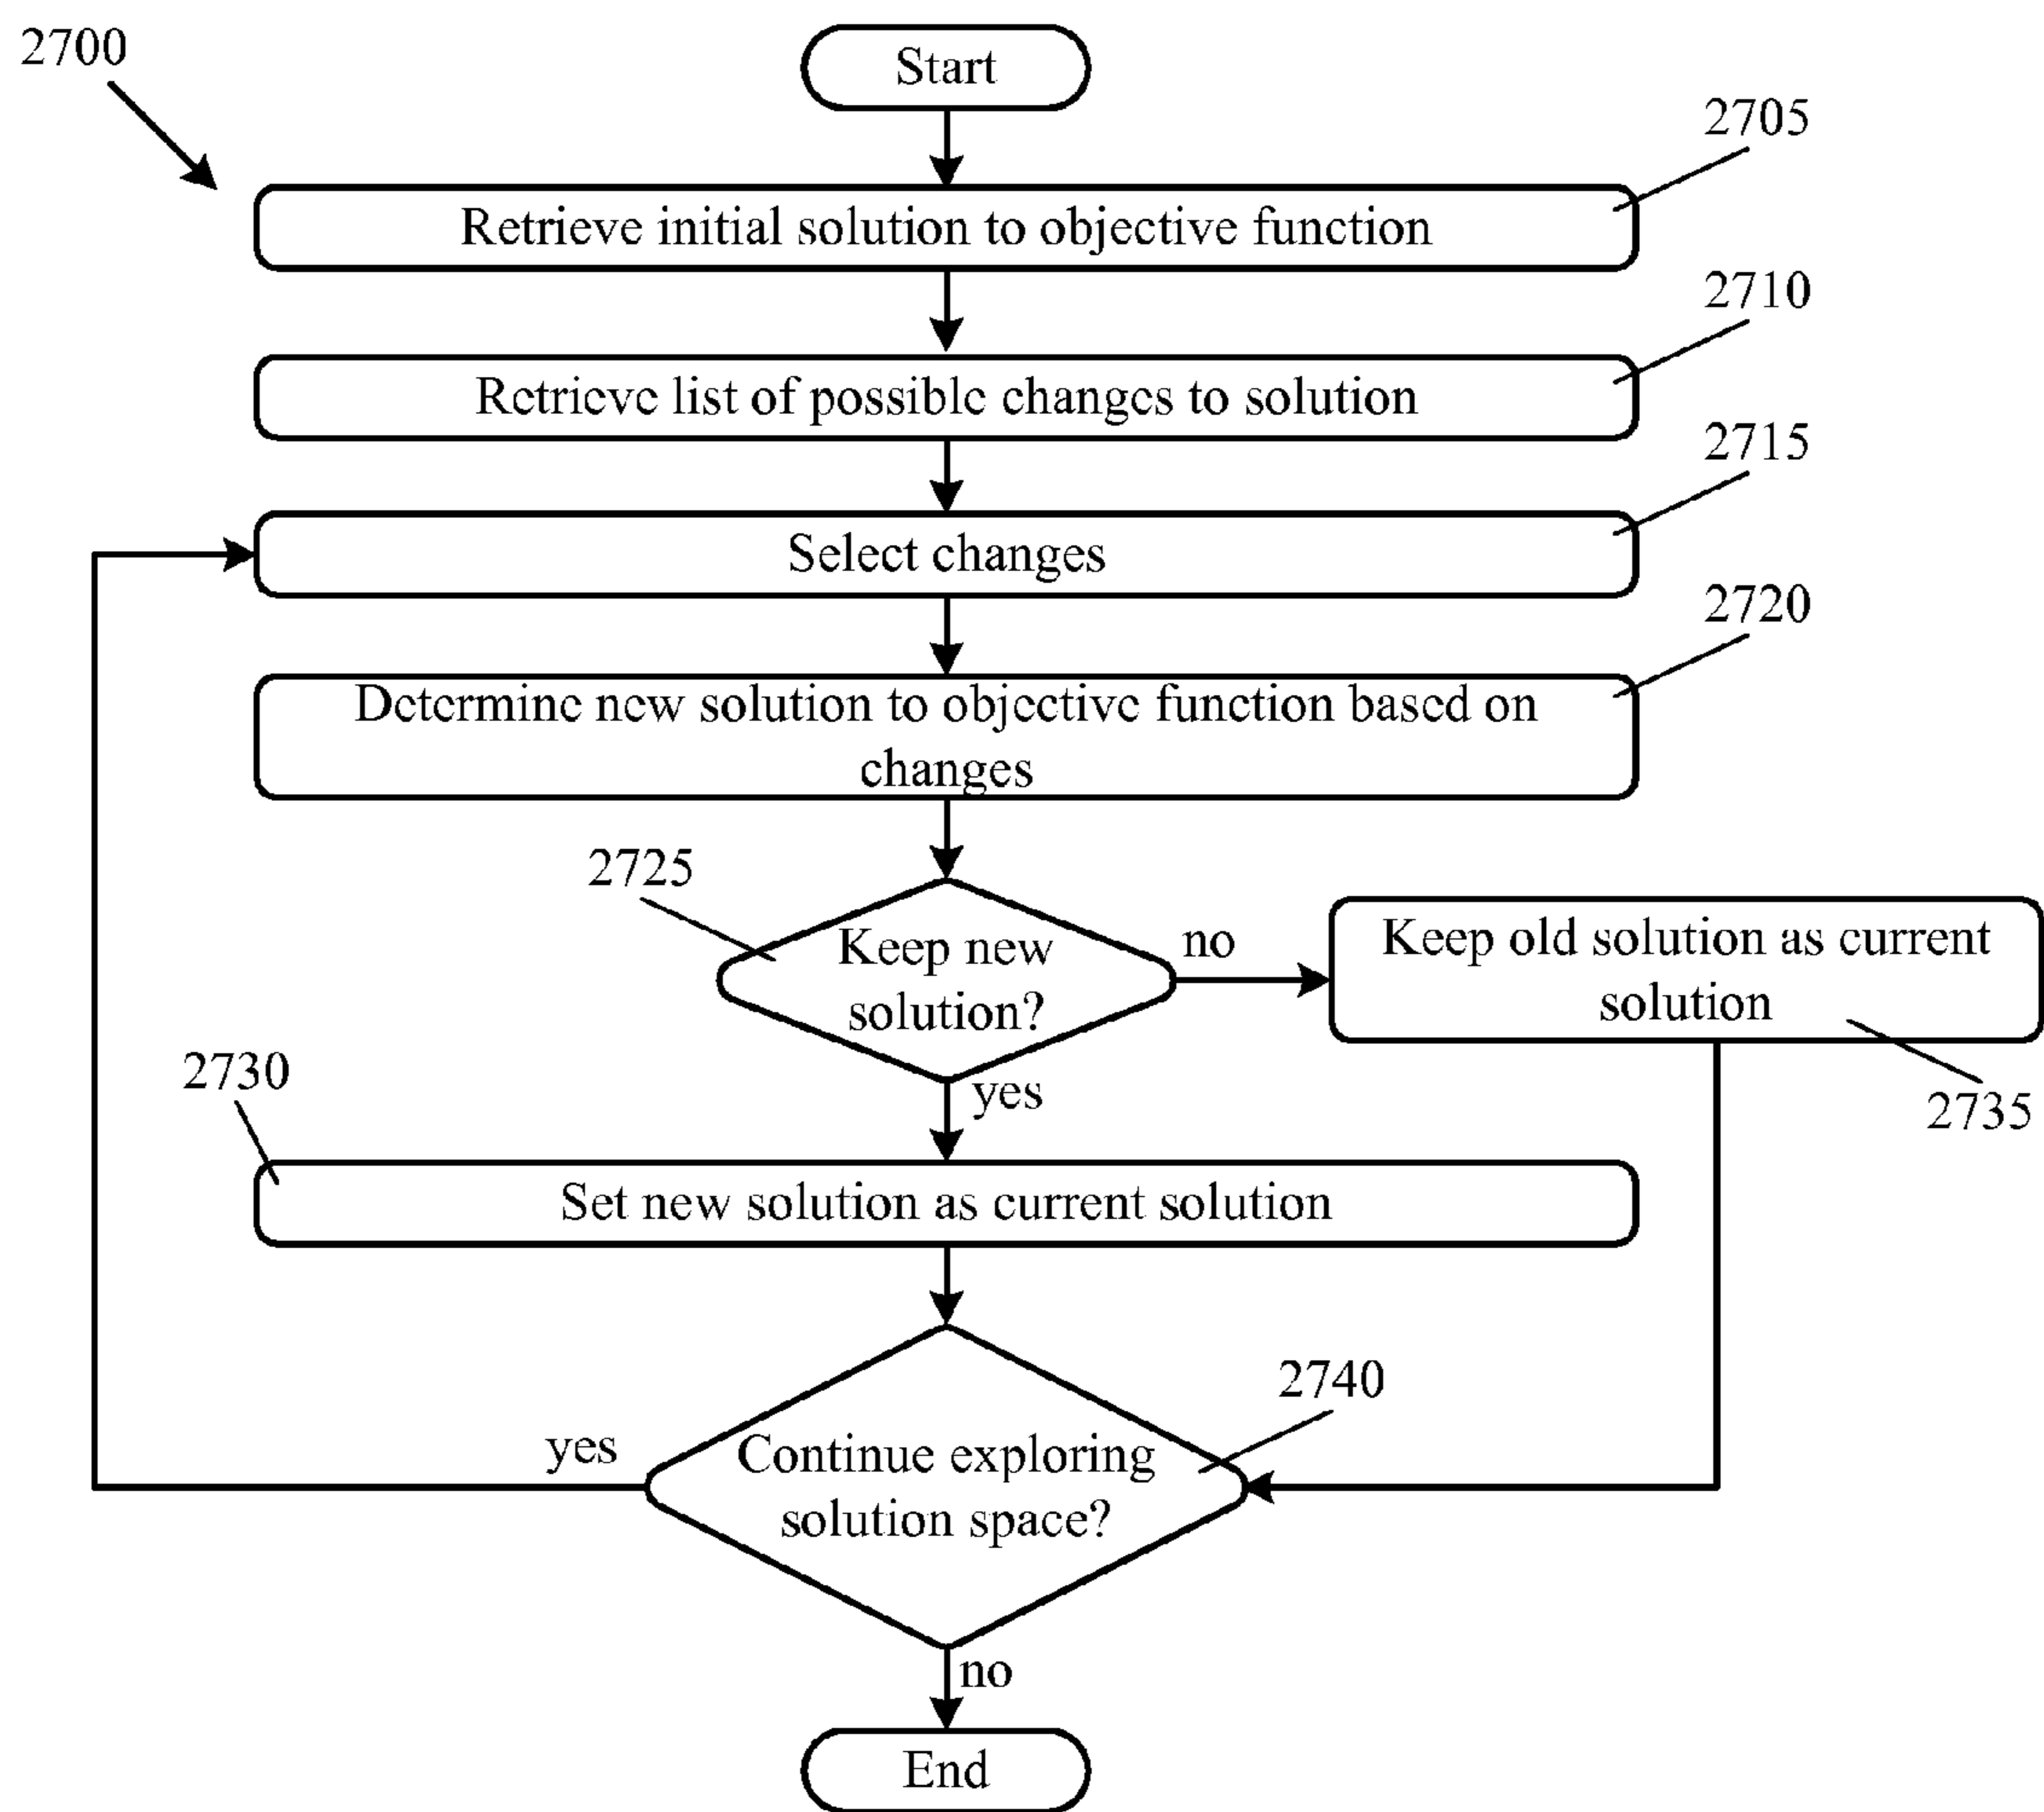 2700
Start
2705
Retrieve initial solution to objective function
2710
Retrieve list of possible changes to solution
2715
Select changes
2720
Determine new solution to objective function based on
changes
2725
Keep new
solution?
no
Keep old solution as current
solution
2735
yes
2730
Set new solution as current solution
2740
Continue exploring
solution space?
yes
no
End